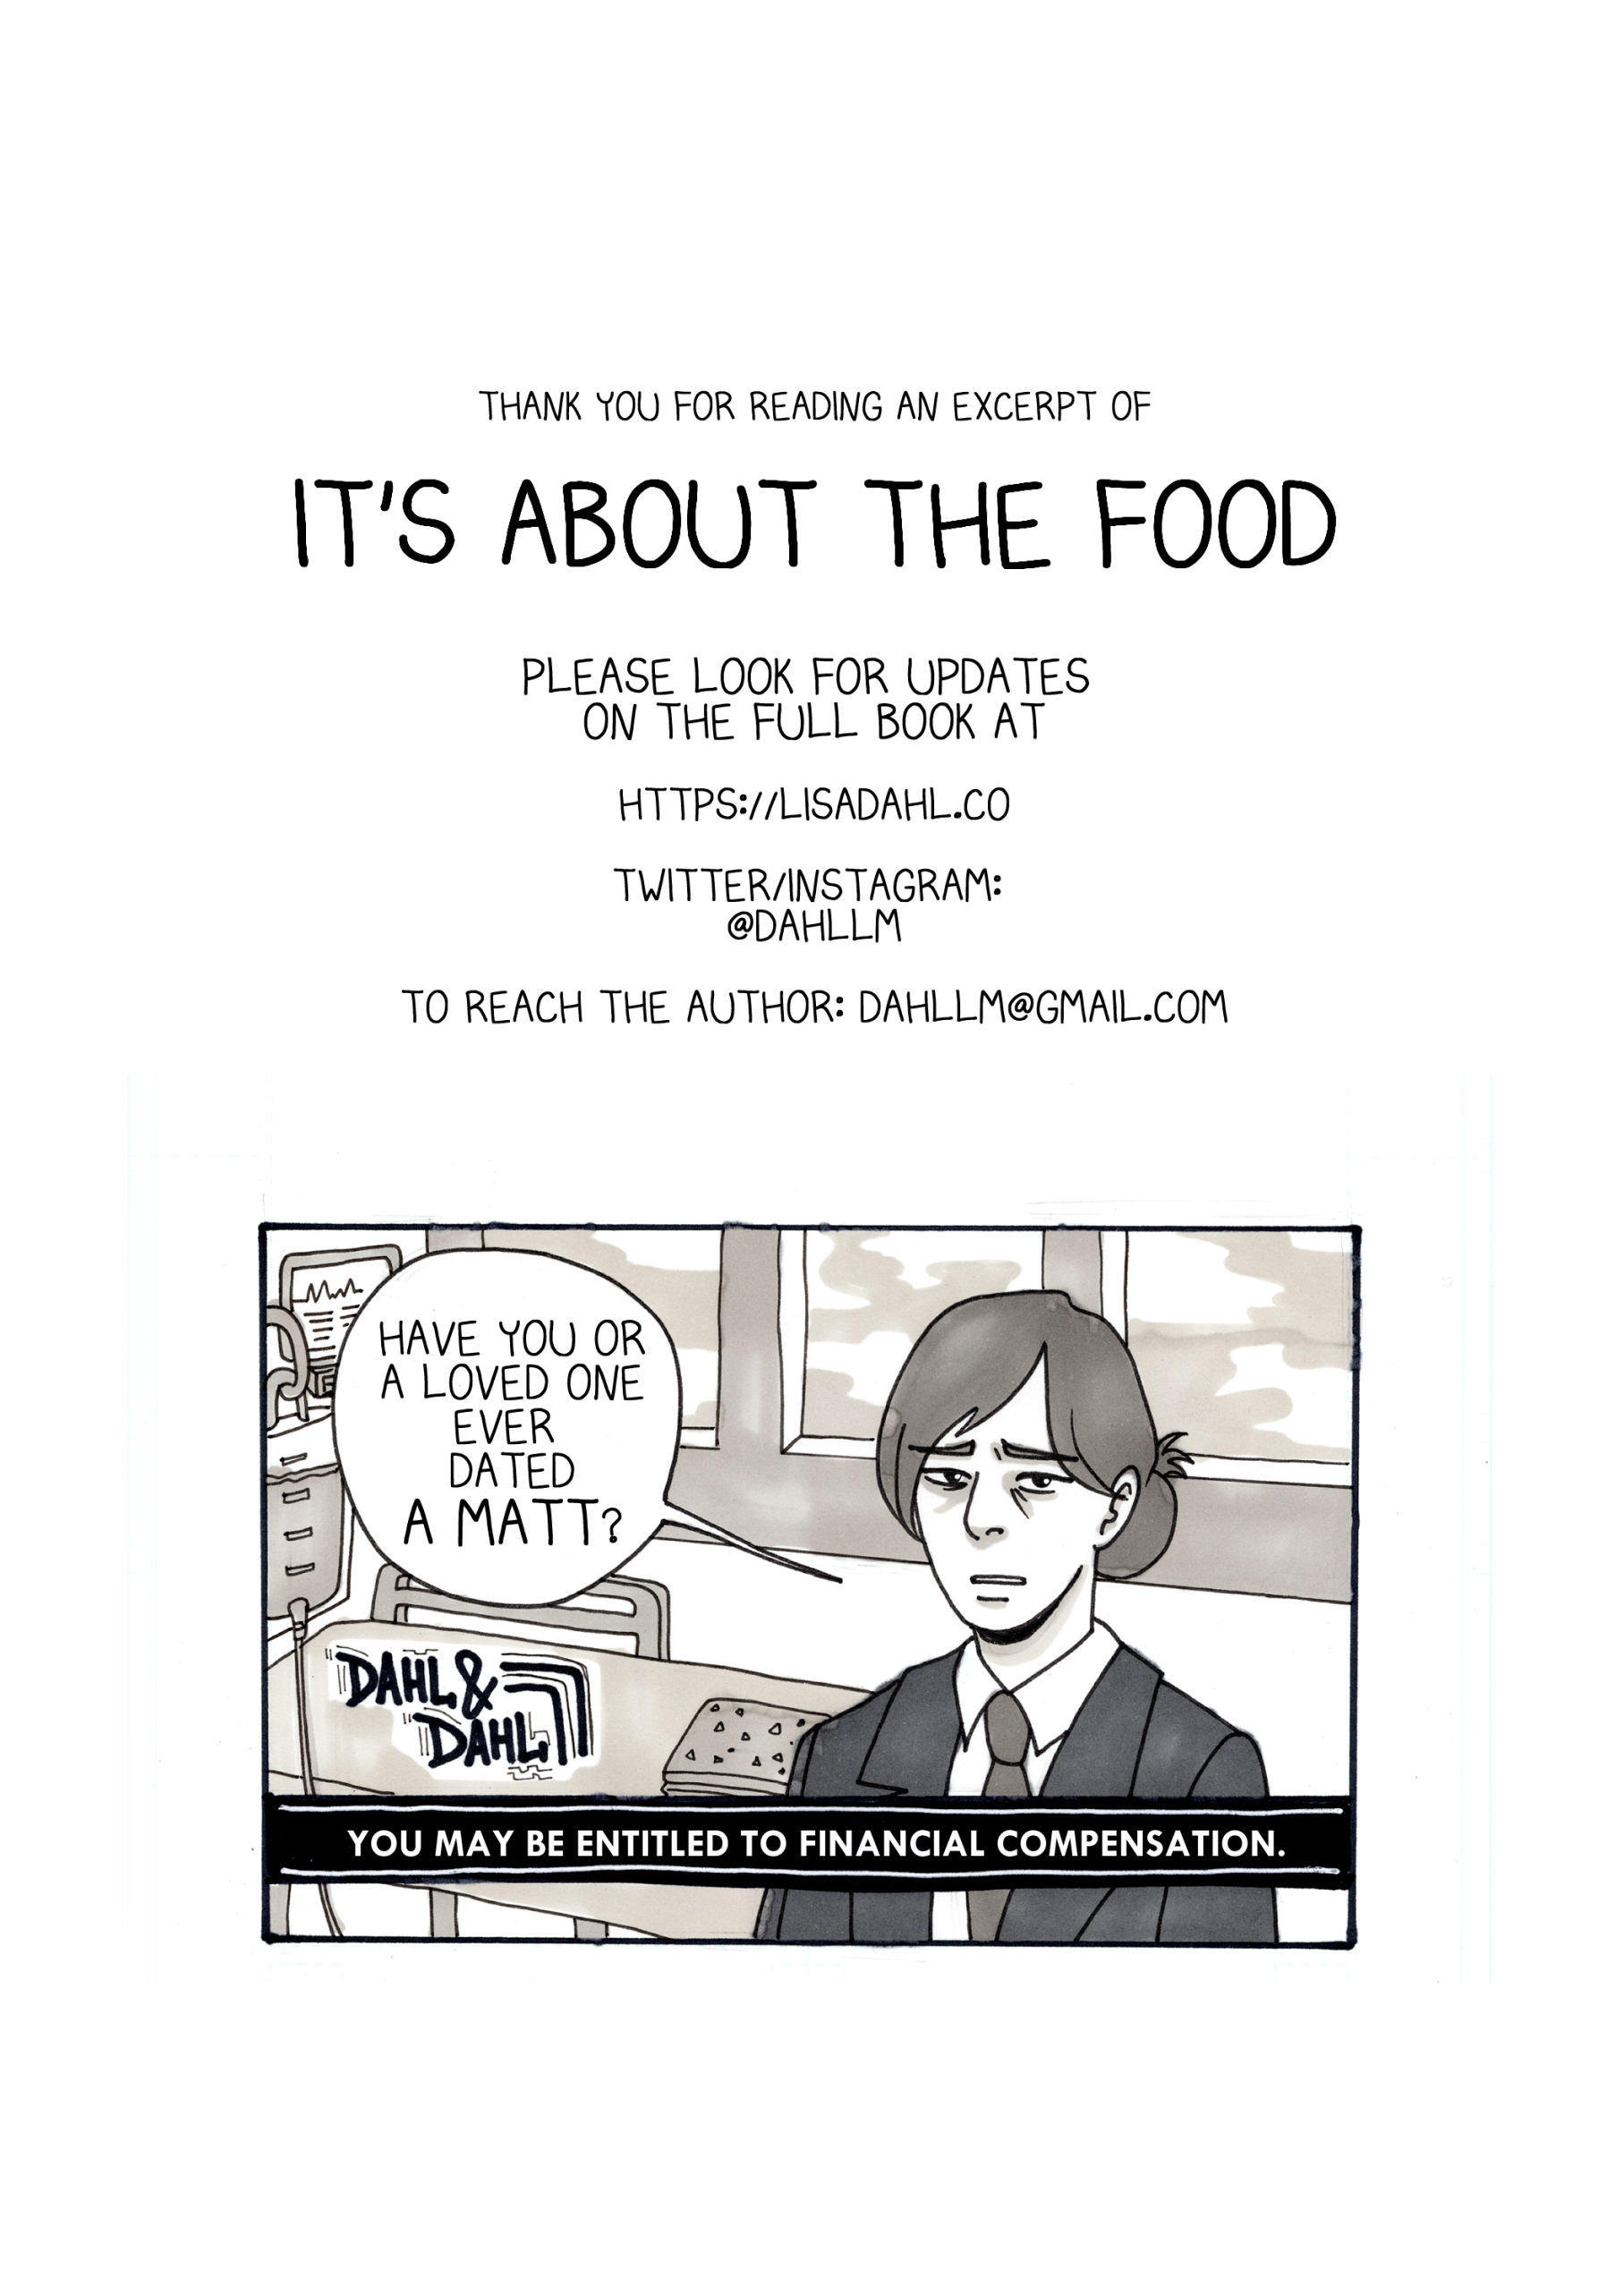 THANK YOU FOR READING AN EXCERPT OF
IT'S ABOUT THE FOOD
PLEASE LOOK FOR UPDATES
ON THE FULL BOOK AT
HTTPS://LISADAHL.CO
TWITTER/INSTAGRAM:
@DAHLLM
TO REACH THE AUTHOR: DAHLLM@GMAIL.COM
HAVE YOU OR
A LOVED ONE
EVER
DATED
A MATT?
DAHL &
DAHL
YOU MAY BE ENTITLED TO FINANCIAL COMPENSATION.